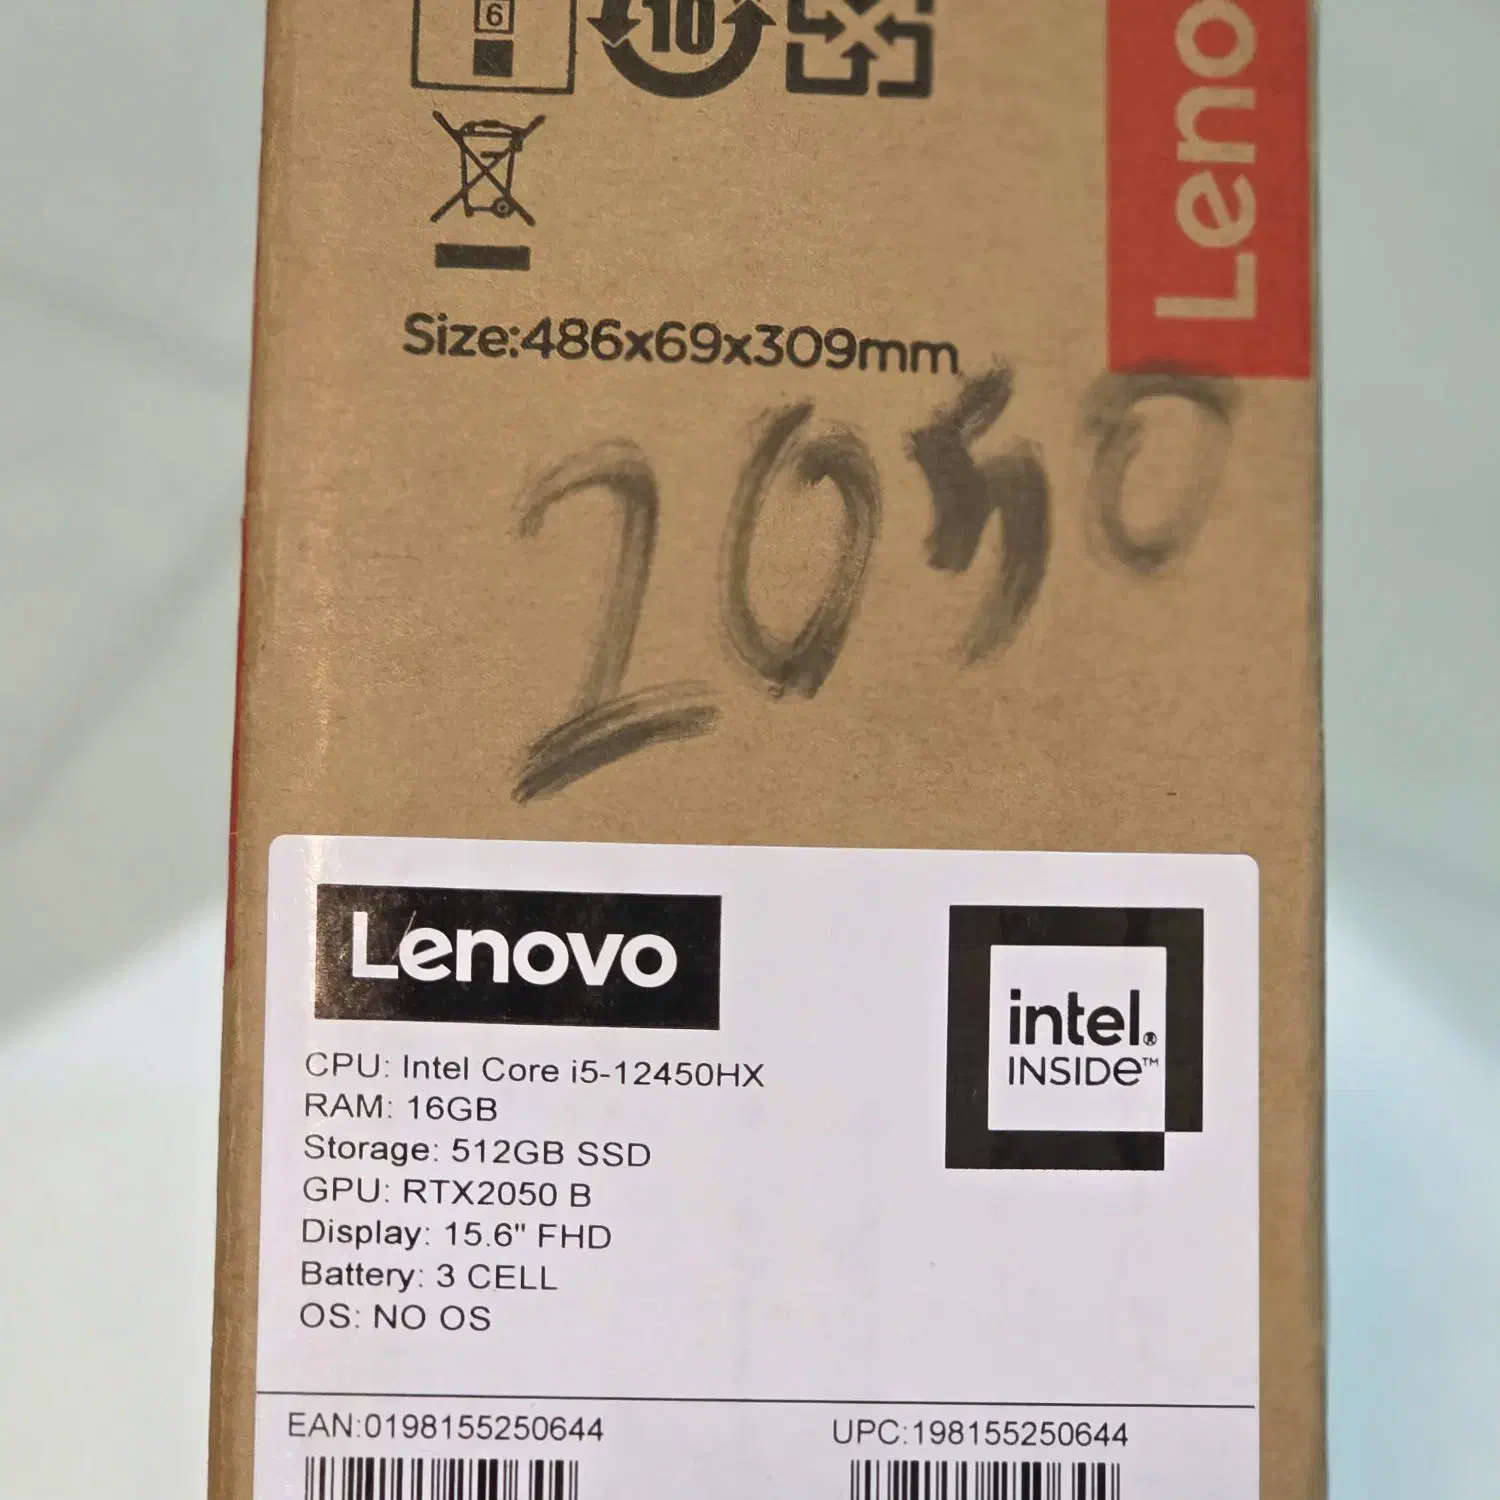 6
10
Leno
Size:486x69x309mm
2050
Lenovo
intel®
INSIDE™
CPU: Intel Core i5-12450HX
RAM: 16GB
Storage: 512GB SSD
GPU: RTX2050 B
Display: 15.6" FHD
Battery: 3 CELL
OS: NO OS
EAN:0198155250644
UPC:198155250644